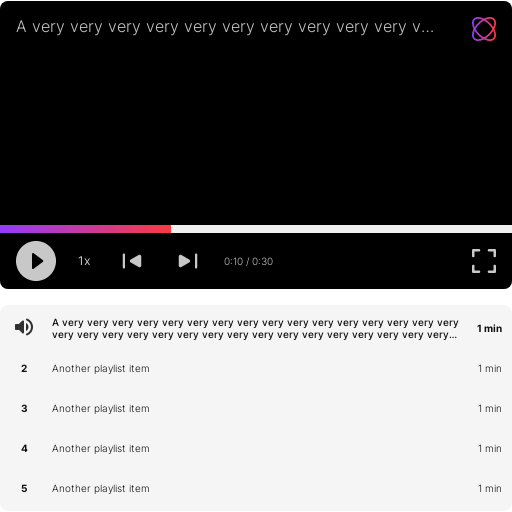 A very very very very very very very very very very v...
1x
0:10 / 0:30
A very very very very very very very very very very very very very very very very
very very very very very very very very very very very very very very very very...
1 min
2 Another playlist item 1 min
3 Another playlist item 1 min
4 Another playlist item 1 min
5 Another playlist item 1 min